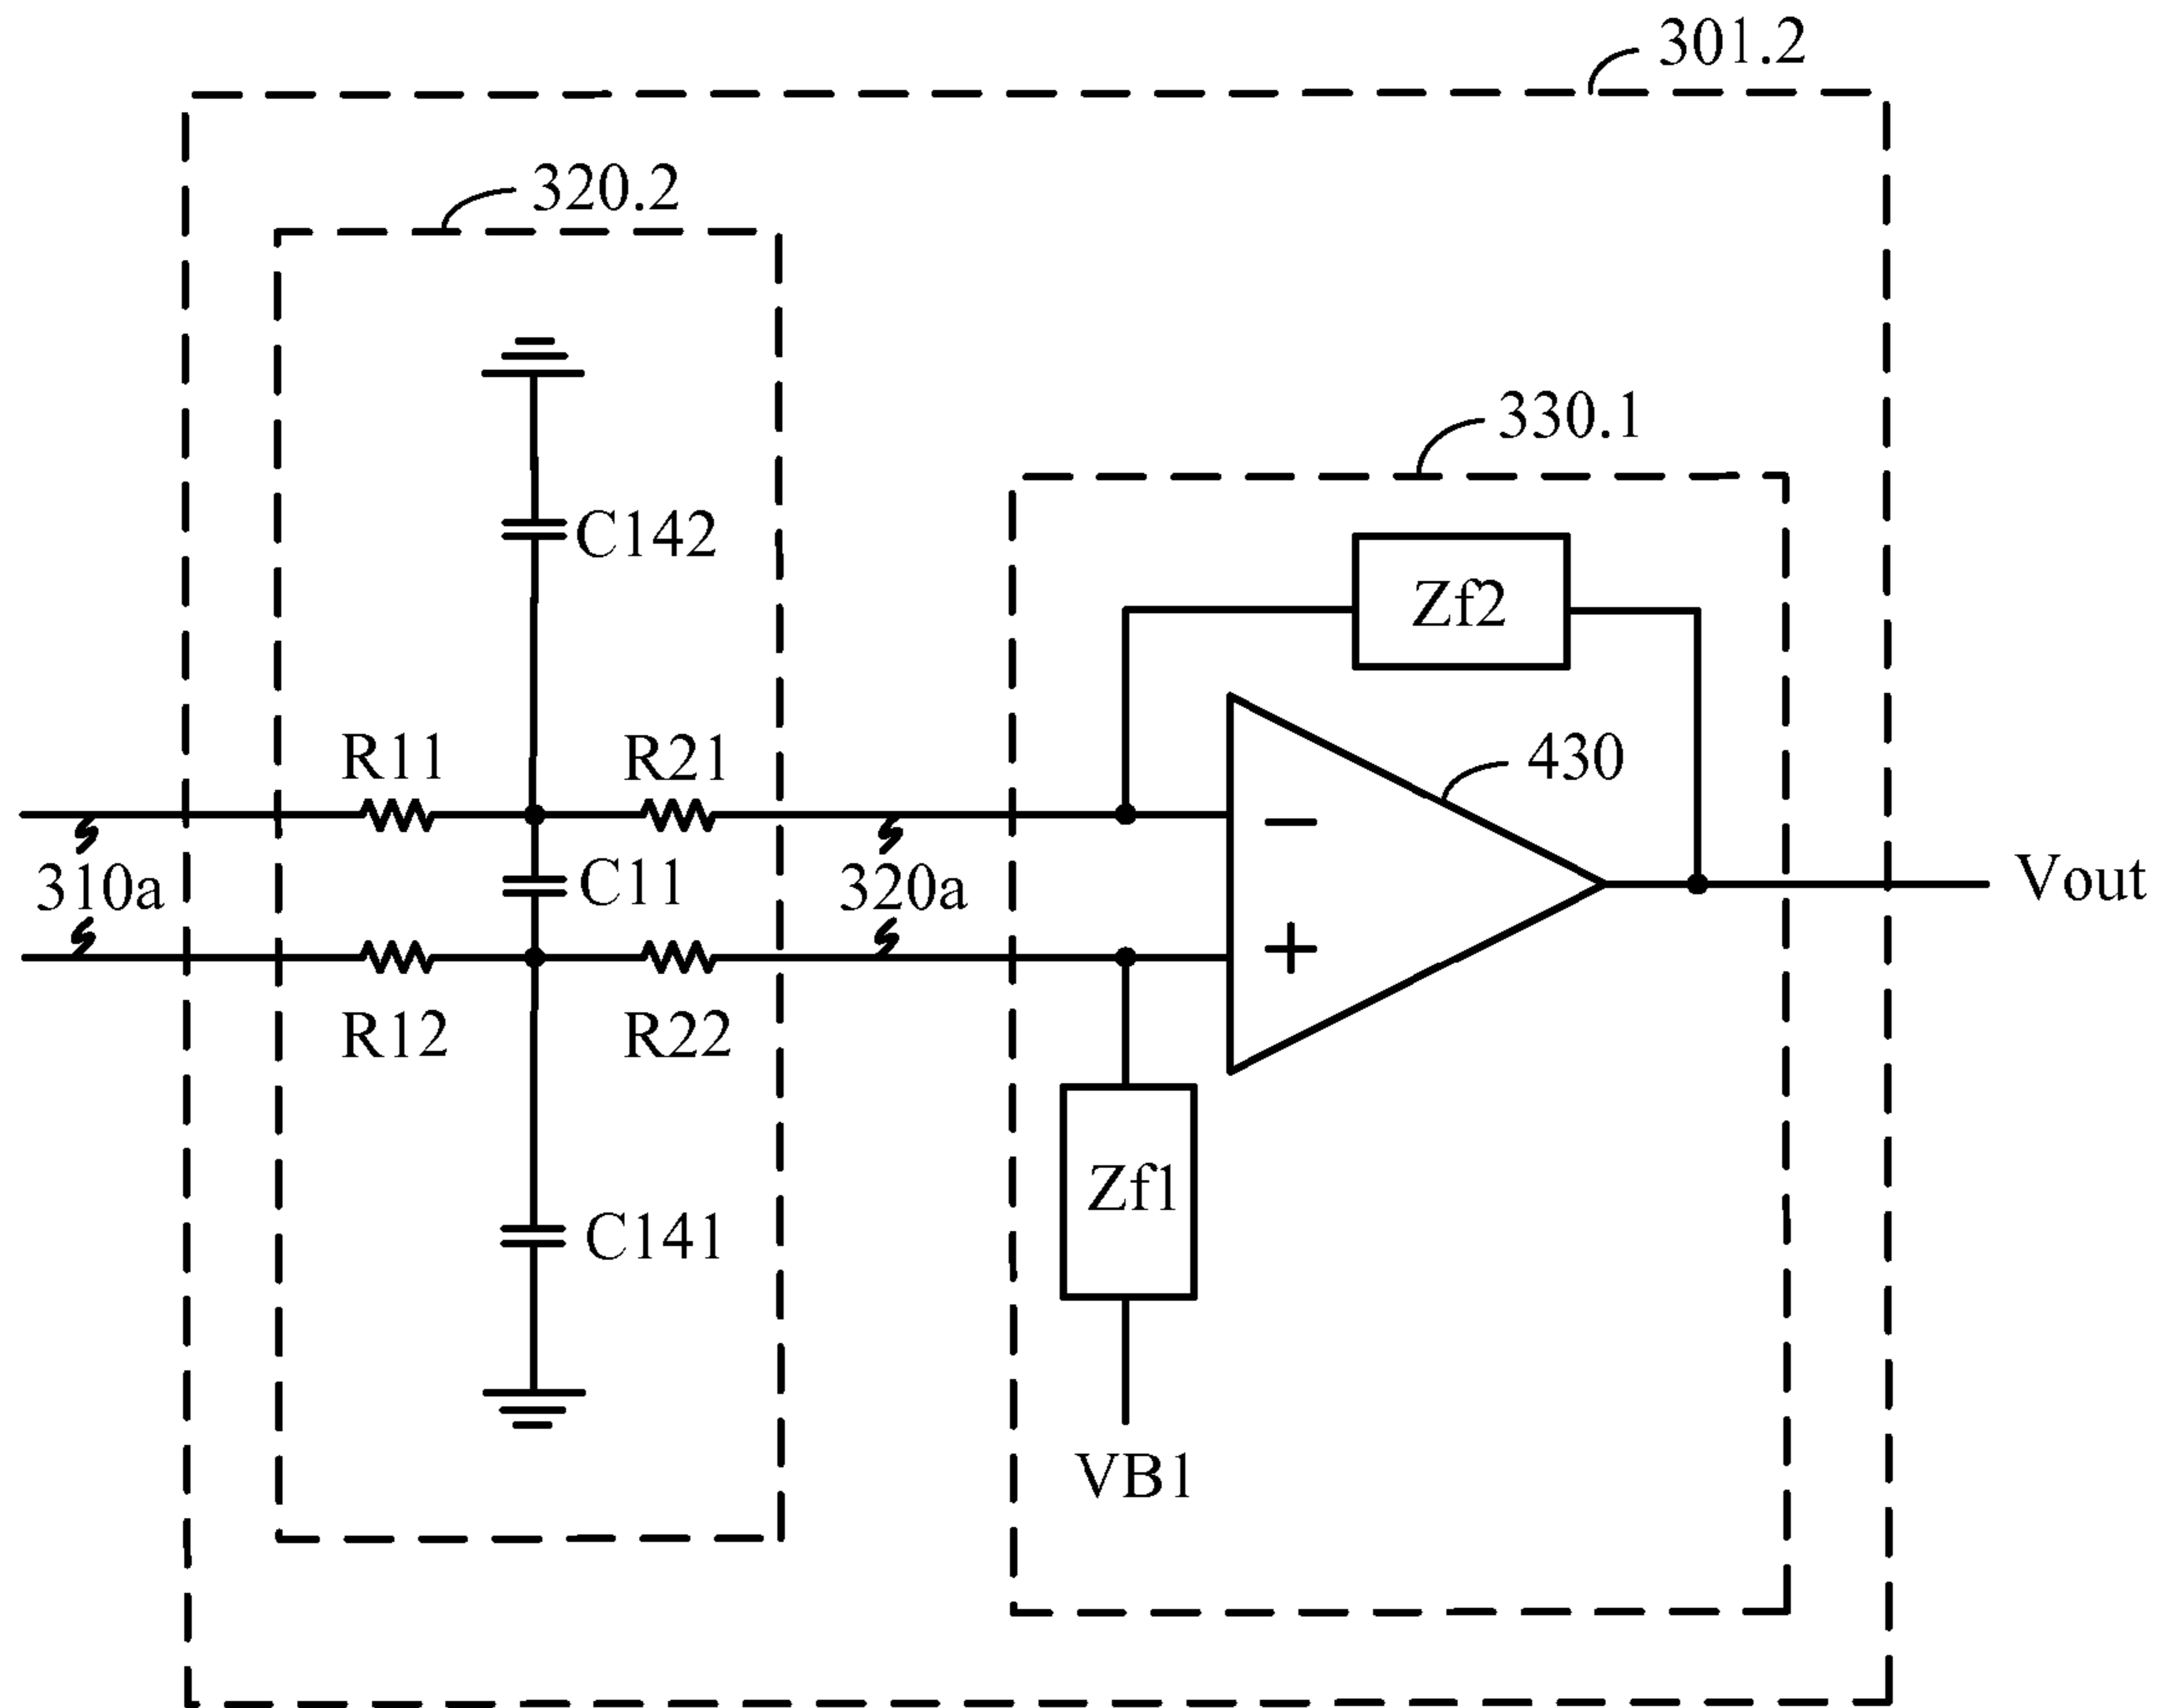 301.2
320.2
330.1
C142
Zf2
R11
R21
430
310a
C11
320a
Vout
−
+
R12
R22
Zf1
C141
VB1